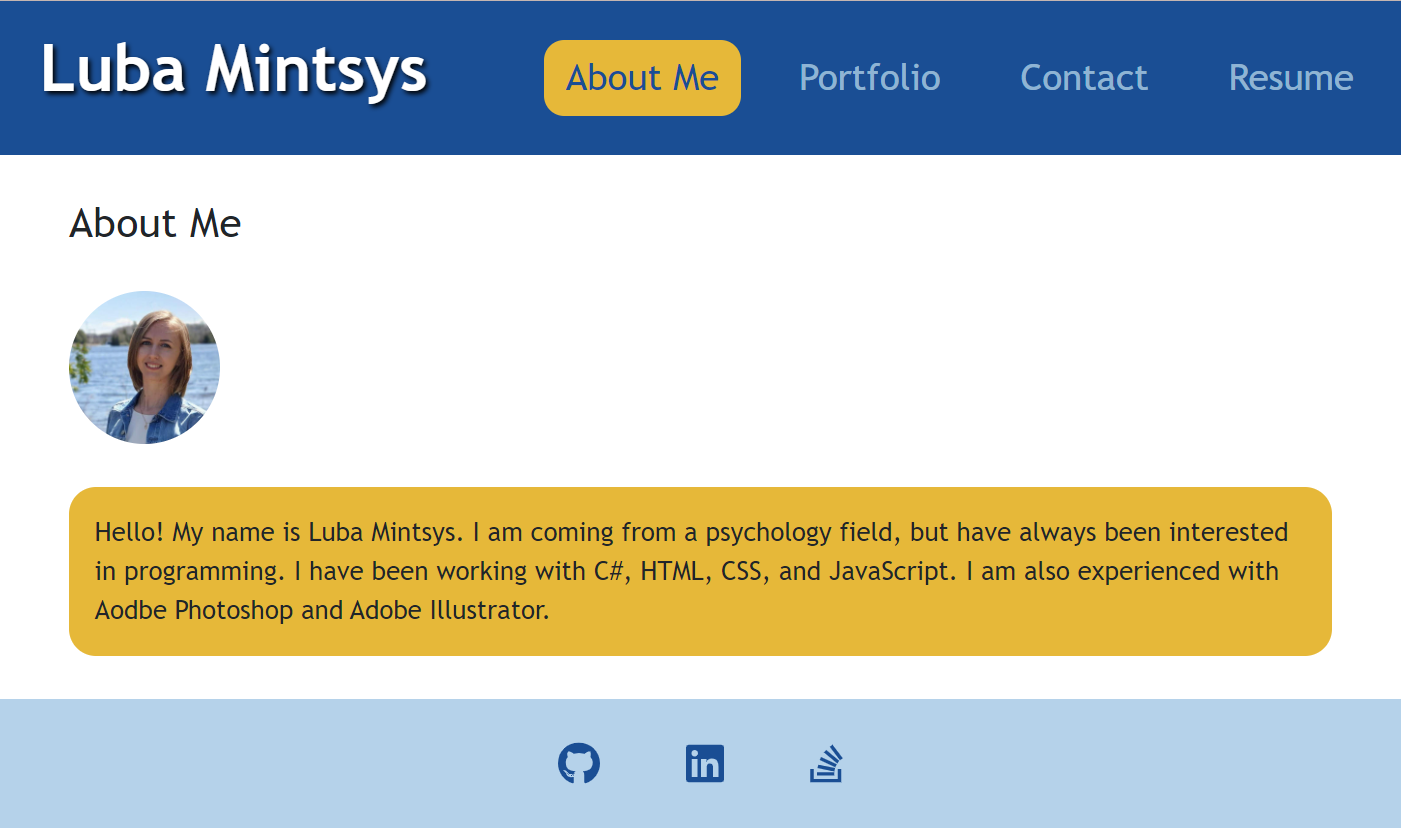 Luba Mintsys
About Me
Portfolio
Contact
Resume
About Me
Hello! My name is Luba Mintsys. I am coming from a psychology field, but have always been interested
in programming. I have been working with C#, HTML, CSS, and JavaScript. I am also experienced with
Aodbe Photoshop and Adobe Illustrator.
in